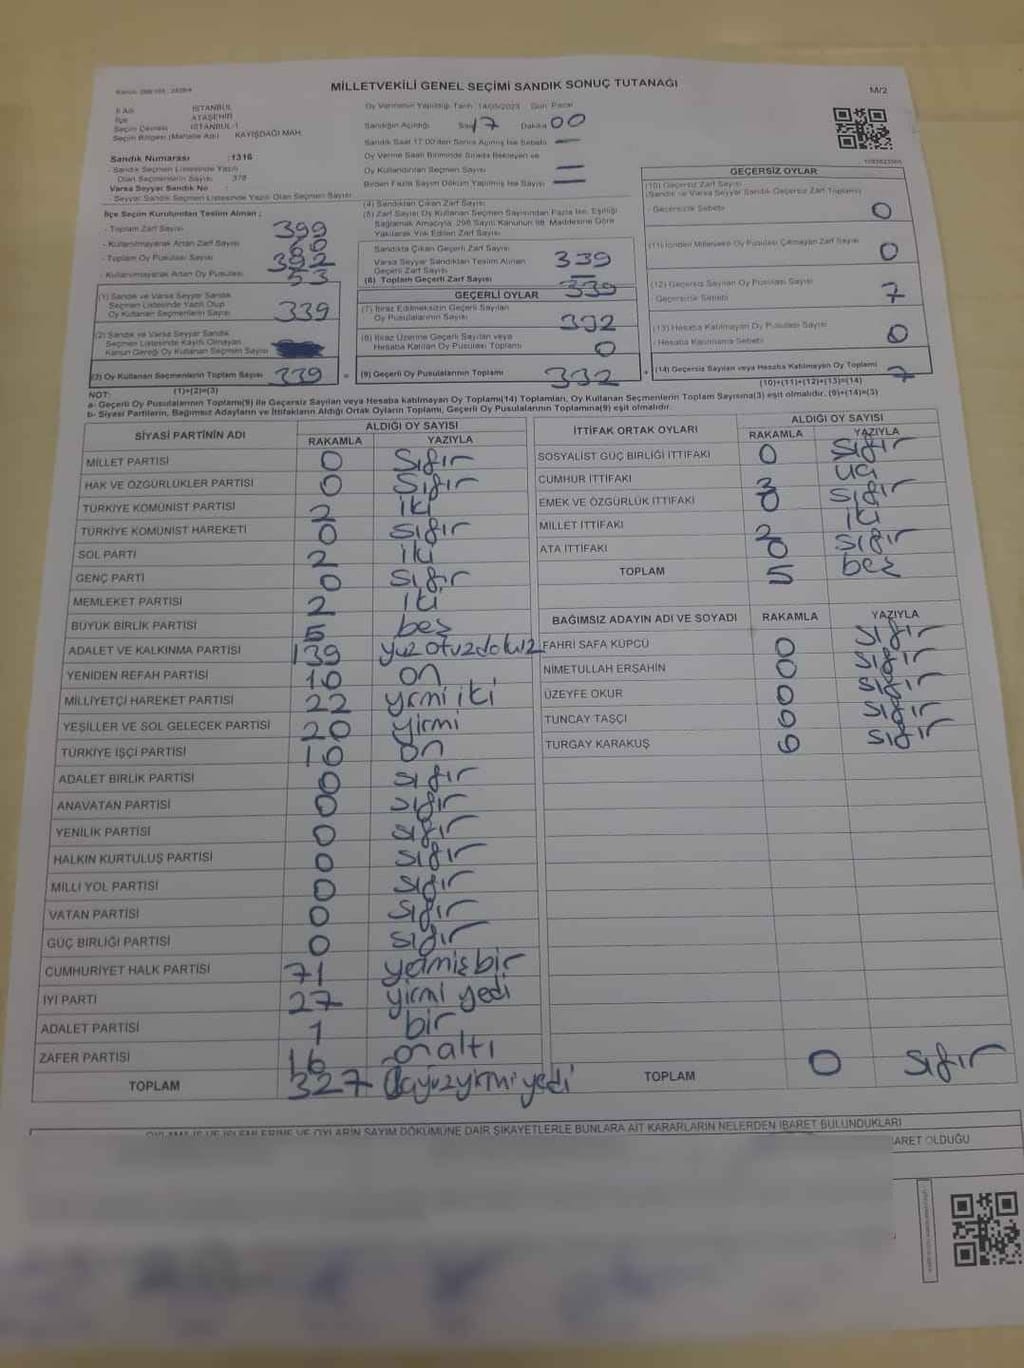 MİLLETVEKİLİ GENEL SEÇİMİ SANDIK SONUÇ TUTANAĞI
M/2
İl Adı : İSTANBUL
İlçe : ATAŞEHİR
Seçim Çevresi : İSTANBUL-1
Seçim Bölgesi (Mahalle Adı) : KAYIŞDAĞI MAH.
Sandık Numarası : 1316
Sandık Seçmen Listesinde Yazılı
Olan Seçmenlerin Sayısı : 378
Varsa Seyyar Sandık No :
Seyyar Sandık Seçmen Listesinde Yazılı Olan Seçmen Sayısı
Oy Vermenin Yapıldığı Tarih 14/05/2023 Gün Pazar
Sandığın Açıldığı Saat 17 Dakika 00
Sandık Saat 17:00'den Sonra Açılmış İse Sebebi —
Oy Verme Saati Bitiminde Sırada Bekleyen ve
Oy Kullandırılan Seçmen Sayısı —
Birden Fazla Sayım Döküm Yapılmış İse Sayısı —
İlçe Seçim Kurulundan Teslim Alınan ;
- Toplam Zarf Sayısı 399
- Kullanılmayarak Artan Zarf Sayısı 60
- Toplam Oy Pusulası Sayısı 392
- Kullanılmayarak Artan Oy Pusulası 53
(1) Sandık ve Varsa Seyyar Sandık
Seçmen Listesinde Yazılı Olup
Oy Kullanan Seçmenlerin Sayısı 339
(2) Sandık ve Varsa Seyyar Sandık
Seçmen Listesinde Kayıtlı Olmayan
Kanun Gereği Oy Kullanan Seçmen Sayısı
(3) Oy Kullanan Seçmenlerin Toplam Sayısı 339
(1)+(2)=(3)
(4) Sandıktan Çıkan Zarf Sayısı
(5) Zarf Sayısı Oy Kullanan Seçmen Sayısından Fazla İse, Eşitliği
Sağlamak Amacıyla, 298 Sayılı Kanunun 98. Maddesine Göre
Yakılarak Yok Edilen Zarf Sayısı
Sandıkta Çıkan Geçerli Zarf Sayısı 339
Varsa Seyyar Sandıktan Teslim Alınan
Geçerli Zarf Sayısı —
(6) Toplam Geçerli Zarf Sayısı 339
GEÇERLİ OYLAR
(7) İtiraz Edilmeksizin Geçerli Sayılan
Oy Pusulalarının Sayısı 332
(8) İtiraz Üzerine Geçerli Sayılan veya
Hesaba Katılan Oy Pusulası Toplamı 0
(9) Geçerli Oy Pusulalarının Toplamı 332
GEÇERSİZ OYLAR
(10) Geçersiz Zarf Sayısı
(Sandık ve Varsa Seyyar Sandık Geçersiz Zarf Toplamı)
- Geçersizlik Sebebi 0
(11) İçinden Milletvekili Oy Pusulası Çıkmayan Zarf Sayısı 0
(12) Geçersiz Sayılan Oy Pusulası Sayısı
- Geçersizlik Sebebi 7
(13) Hesaba Katılmayan Oy Pusulası Sayısı
- Hesaba Katılmama Sebebi 0
(14) Geçersiz Sayılan veya Hesaba Katılmayan Oy Toplamı 7
(10)+(11)+(12)+(13)=(14)
NOT:
a- Geçerli Oy Pusulalarının Toplamı(9) ile Geçersiz Sayılan veya Hesaba katılmayan Oy Toplamı(14) Toplamları, Oy Kullanan Seçmenlerin Toplam Sayısına(3) eşit olmalıdır. (9)+(14)=(3)
b- Siyasi Partilerin, Bağımsız Adayların ve İttifakların Aldığı Ortak Oyların Toplamı, Geçerli Oy Pusulalarının Toplamına(9) eşit olmalıdır.
SİYASİ PARTİNİN ADI ALDIĞI OY SAYISI
RAKAMLA YAZIYLA
MİLLET PARTİSİ 0 sıfır
HAK VE ÖZGÜRLÜKLER PARTİSİ 0 sıfır
TÜRKİYE KOMÜNİST PARTİSİ 2 iki
TÜRKİYE KOMÜNİST HAREKETİ 0 sıfır
SOL PARTİ 2 iki
GENÇ PARTİ 0 sıfır
MEMLEKET PARTİSİ 2 iki
BÜYÜK BİRLİK PARTİSİ 5 beş
ADALET VE KALKINMA PARTİSİ 139 yüzotuzdokuz
YENİDEN REFAH PARTİSİ 10 on
MİLLİYETÇİ HAREKET PARTİSİ 22 yirmi iki
YEŞİLLER VE SOL GELECEK PARTİSİ 20 yirmi
TÜRKİYE İŞÇİ PARTİSİ 10 on
ADALET BİRLİK PARTİSİ 0 sıfır
ANAVATAN PARTİSİ 0 sıfır
YENİLİK PARTİSİ 0 sıfır
HALKIN KURTULUŞ PARTİSİ 0 sıfır
MİLLİ YOL PARTİSİ 0 sıfır
VATAN PARTİSİ 0 sıfır
GÜÇ BİRLİĞİ PARTİSİ 0 sıfır
CUMHURİYET HALK PARTİSİ 71 yetmişbir
İYİ PARTİ 27 yirmi yedi
ADALET PARTİSİ 1 bir
ZAFER PARTİSİ 16 onaltı
TOPLAM 327 üçyüzyirmiyedi
İTTİFAK ORTAK OYLARI ALDIĞI OY SAYISI
RAKAMLA YAZIYLA
SOSYALİST GÜÇ BİRLİĞİ İTTİFAKI 0 sıfır
CUMHUR İTTİFAKI 3 üç
EMEK VE ÖZGÜRLÜK İTTİFAKI 0 sıfır
MİLLET İTTİFAKI 2 iki
ATA İTTİFAKI 0 sıfır
TOPLAM 5 beş
BAĞIMSIZ ADAYIN ADI VE SOYADI RAKAMLA YAZIYLA
FAHRİ SAFA KÜPCÜ 0 sıfır
NİMETULLAH ERŞAHİN 0 sıfır
ÜZEYFE OKUR 0 sıfır
TUNCAY TAŞÇI 0 sıfır
TURGAY KARAKUŞ 0 sıfır
TOPLAM 0 sıfır
OYLAMA İŞ VE İŞLEMLERİNE VE OYLARIN SAYIM DÖKÜMÜNE DAİR ŞİKAYETLERLE BUNLARA AİT KARARLARIN NELERDEN İBARET BULUNDUKLARI
ARET OLDUĞU